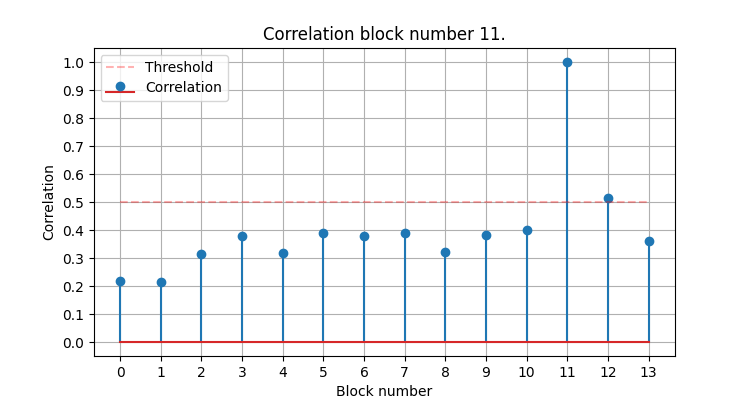 Correlation block number 11.
Threshold
Correlation
1.0
0.9
0.8
0.7
0.6
0.5
0.4
0.3
0.2
0.1
0.0
Correlation
0 1 2 3 4 5 6 7 8 9 10 11 12 13
Block number